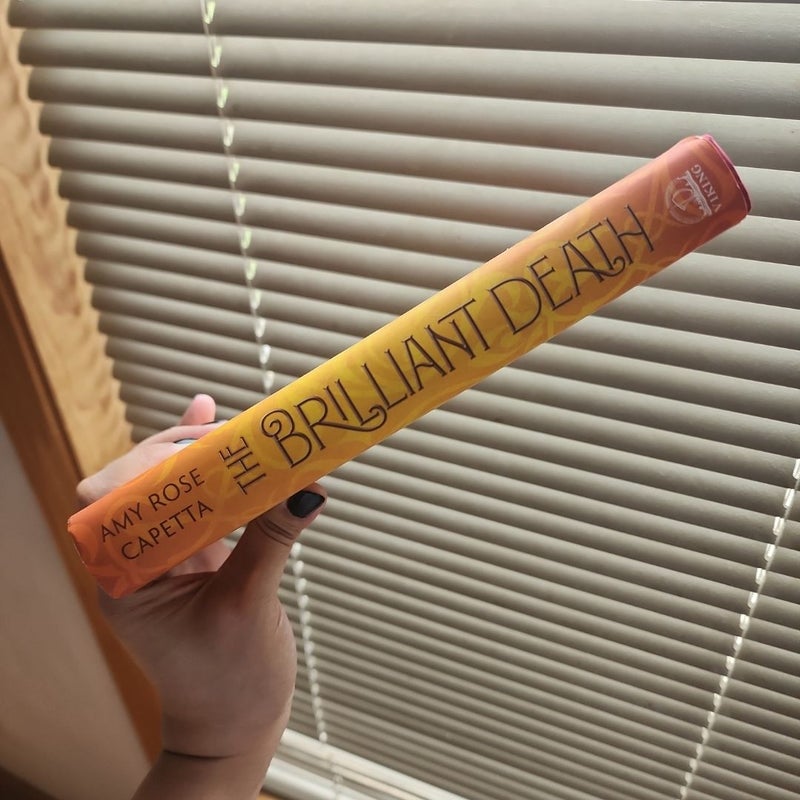 AMY ROSE
CAPETTA
THE
BRILLIANT DEATH
VIKING